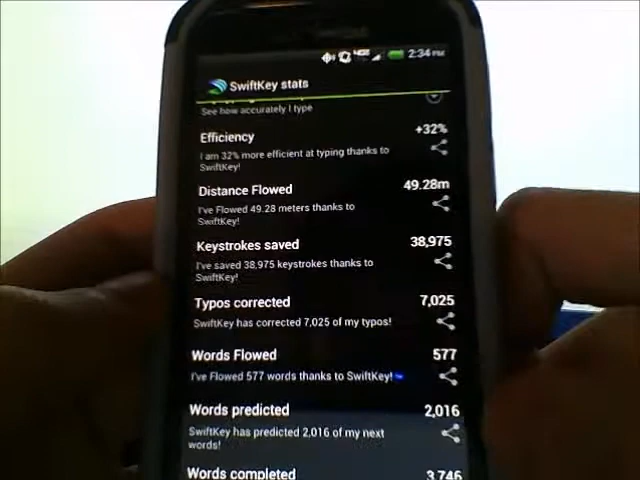 2:34 PM
SwiftKey stats
See how accurately I type
Efficiency
+32%
I am 32% more efficient at typing thanks to
SwiftKey!
Distance Flowed
49.28m
I've Flowed 49.28 meters thanks to
SwiftKey!
Keystrokes saved
38,975
I've saved 38,975 keystrokes thanks to
SwiftKey!
Typos corrected
7,025
SwiftKey has corrected 7,025 of my typos!
Words Flowed
577
I've Flowed 577 words thanks to SwiftKey!
Words predicted
2,016
SwiftKey has predicted 2,016 of my next
words!
Words completed
3,746